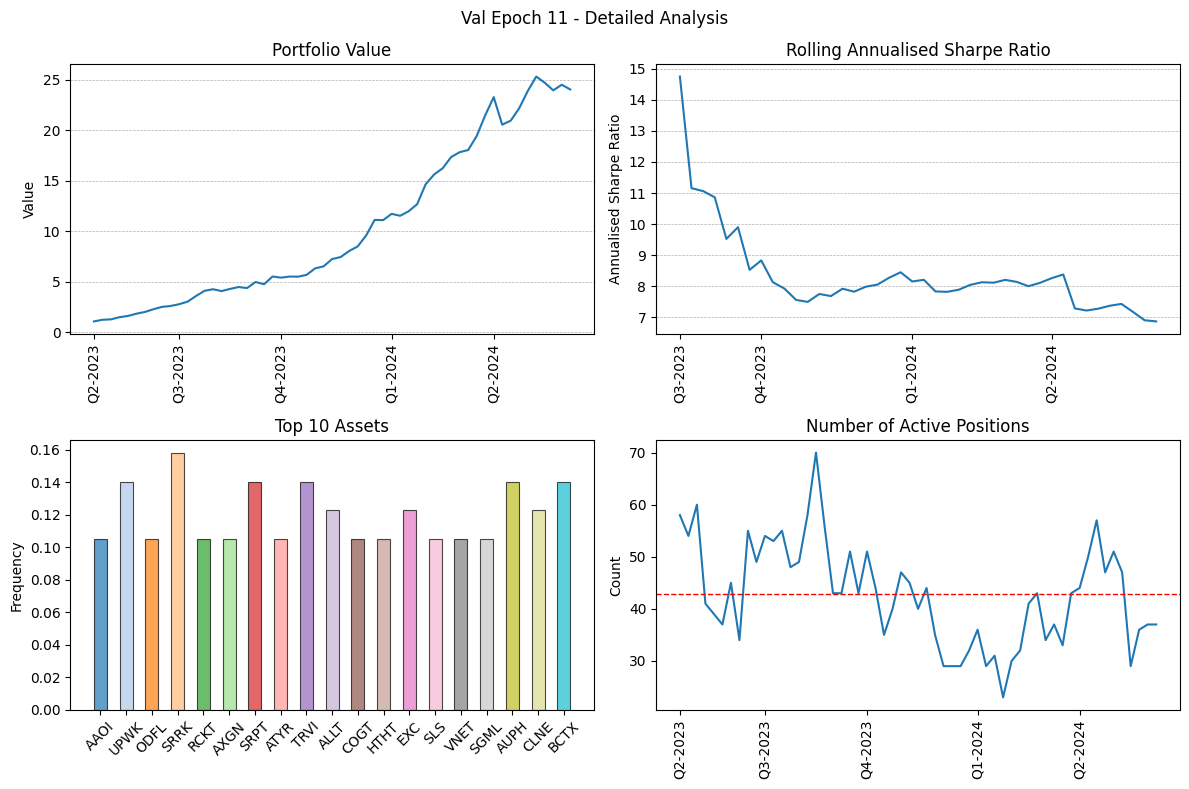 Val Epoch 11 - Detailed Analysis
Portfolio Value
Value
25
20
15
10
5
0
Q2-2023
Q3-2023
Q4-2023
Q1-2024
Q2-2024
Rolling Annualised Sharpe Ratio
Annualised Sharpe Ratio
15
14
13
12
11
10
9
8
7
Q3-2023
Q4-2023
Q1-2024
Q2-2024
Top 10 Assets
Frequency
0.16
0.14
0.12
0.10
0.08
0.06
0.04
0.02
0.00
AAOI
UPWK
ODFL
SRRK
RCKT
AXGN
SRPT
ATYR
TRVI
ALLT
COGT
HTHT
EXC
SLS
VNET
SGML
AUPH
CLNE
BCTX
Number of Active Positions
Count
70
60
50
40
30
Q2-2023
Q3-2023
Q4-2023
Q1-2024
Q2-2024